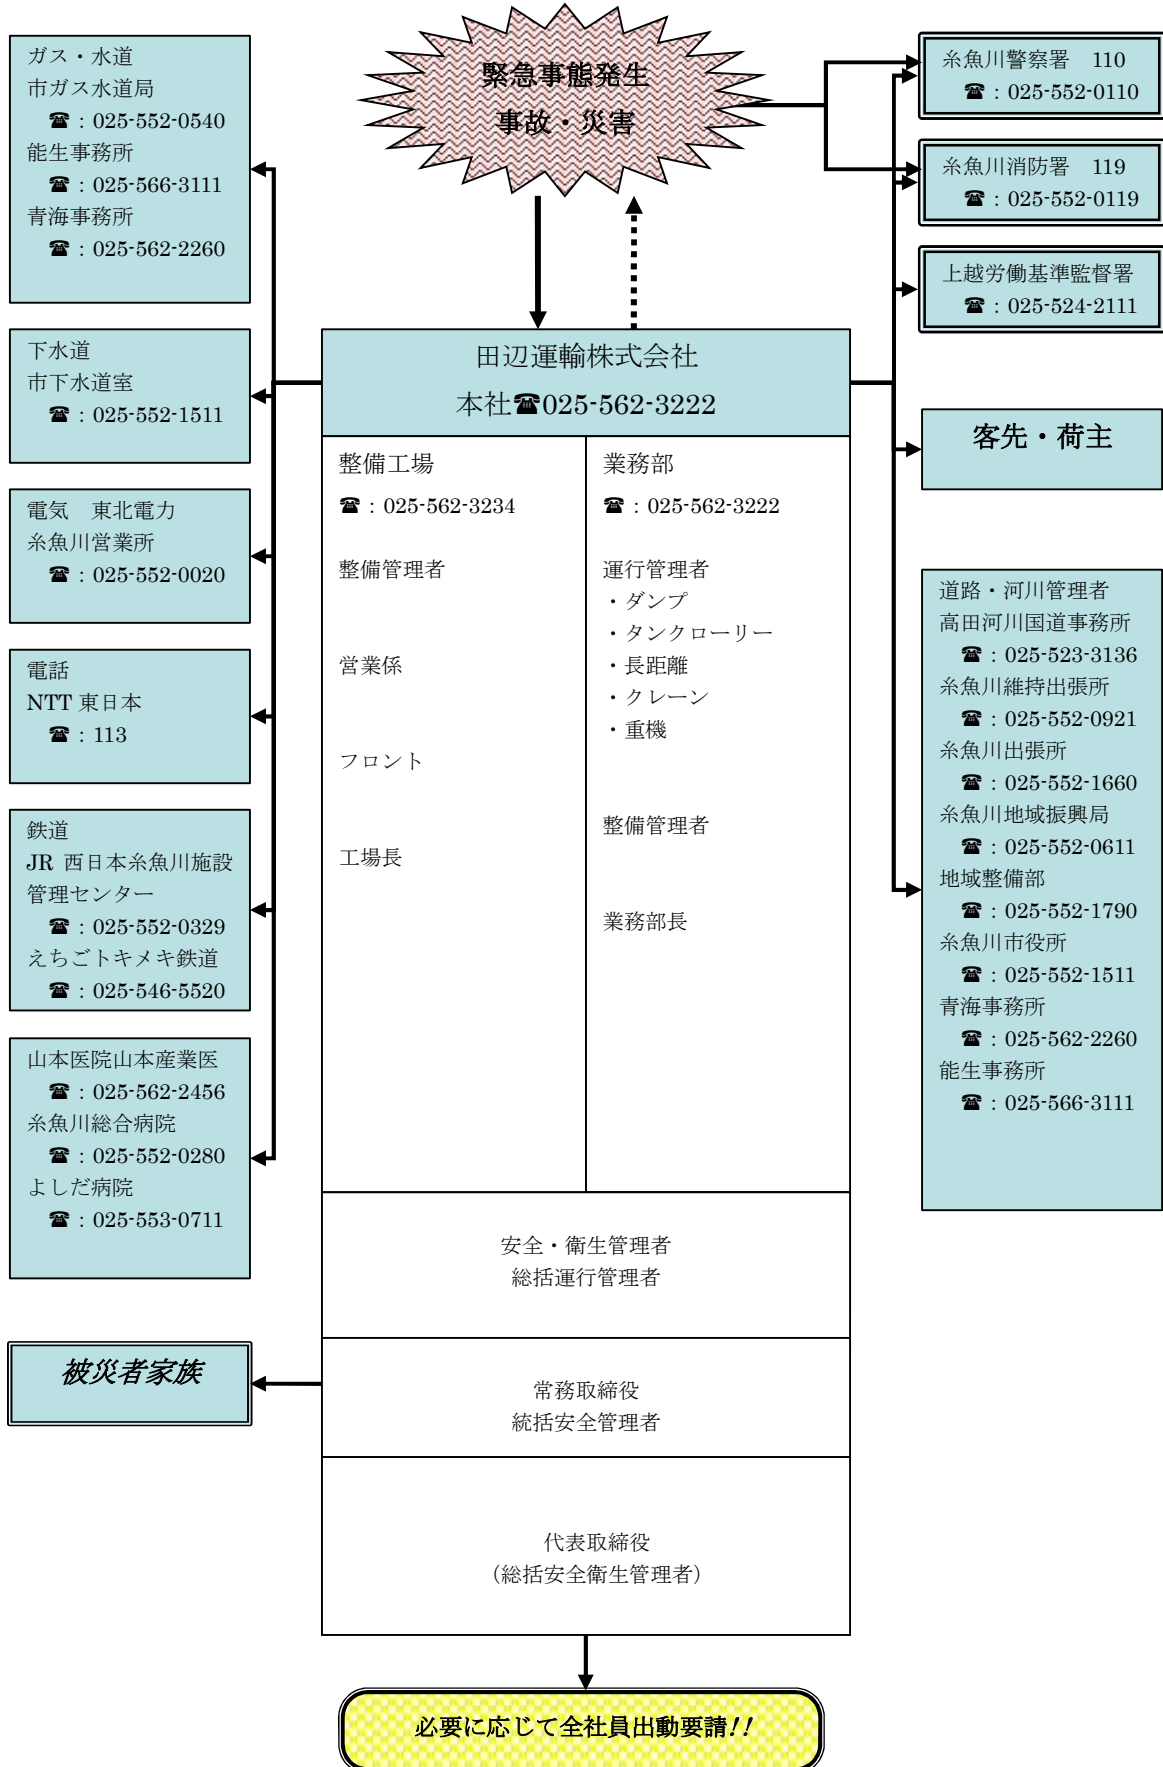 緊急事態発生
事故・災害
ガス・水道
市ガス水道局
☎：025-552-0540
能生事務所
☎：025-566-3111
青海事務所
☎：025-562-2260
下水道
市下水道室
☎：025-552-1511
電気　東北電力
糸魚川営業所
☎：025-552-0020
電話
NTT 東日本
☎：113
鉄道
JR 西日本糸魚川施設
管理センター
☎：025-552-0329
えちごトキメキ鉄道
☎：025-546-5520
山本医院山本産業医
☎：025-562-2456
糸魚川総合病院
☎：025-552-0280
よしだ病院
☎：025-553-0711
被災者家族
田辺運輸株式会社
本社☎025-562-3222
整備工場
☎：025-562-3234
整備管理者
営業係
フロント
工場長
業務部
☎：025-562-3222
運行管理者
・ダンプ
・タンクローリー
・長距離
・クレーン
・重機
整備管理者
業務部長
安全・衛生管理者
総括運行管理者
常務取締役
統括安全管理者
代表取締役
（総括安全衛生管理者）
必要に応じて全社員出動要請!!
糸魚川警察署　110
☎：025-552-0110
糸魚川消防署　119
☎：025-552-0119
上越労働基準監督署
☎：025-524-2111
客先・荷主
道路・河川管理者
高田河川国道事務所
☎：025-523-3136
糸魚川維持出張所
☎：025-552-0921
糸魚川出張所
☎：025-552-1660
糸魚川地域振興局
☎：025-552-0611
地域整備部
☎：025-552-1790
糸魚川市役所
☎：025-552-1511
青海事務所
☎：025-562-2260
能生事務所
☎：025-566-3111